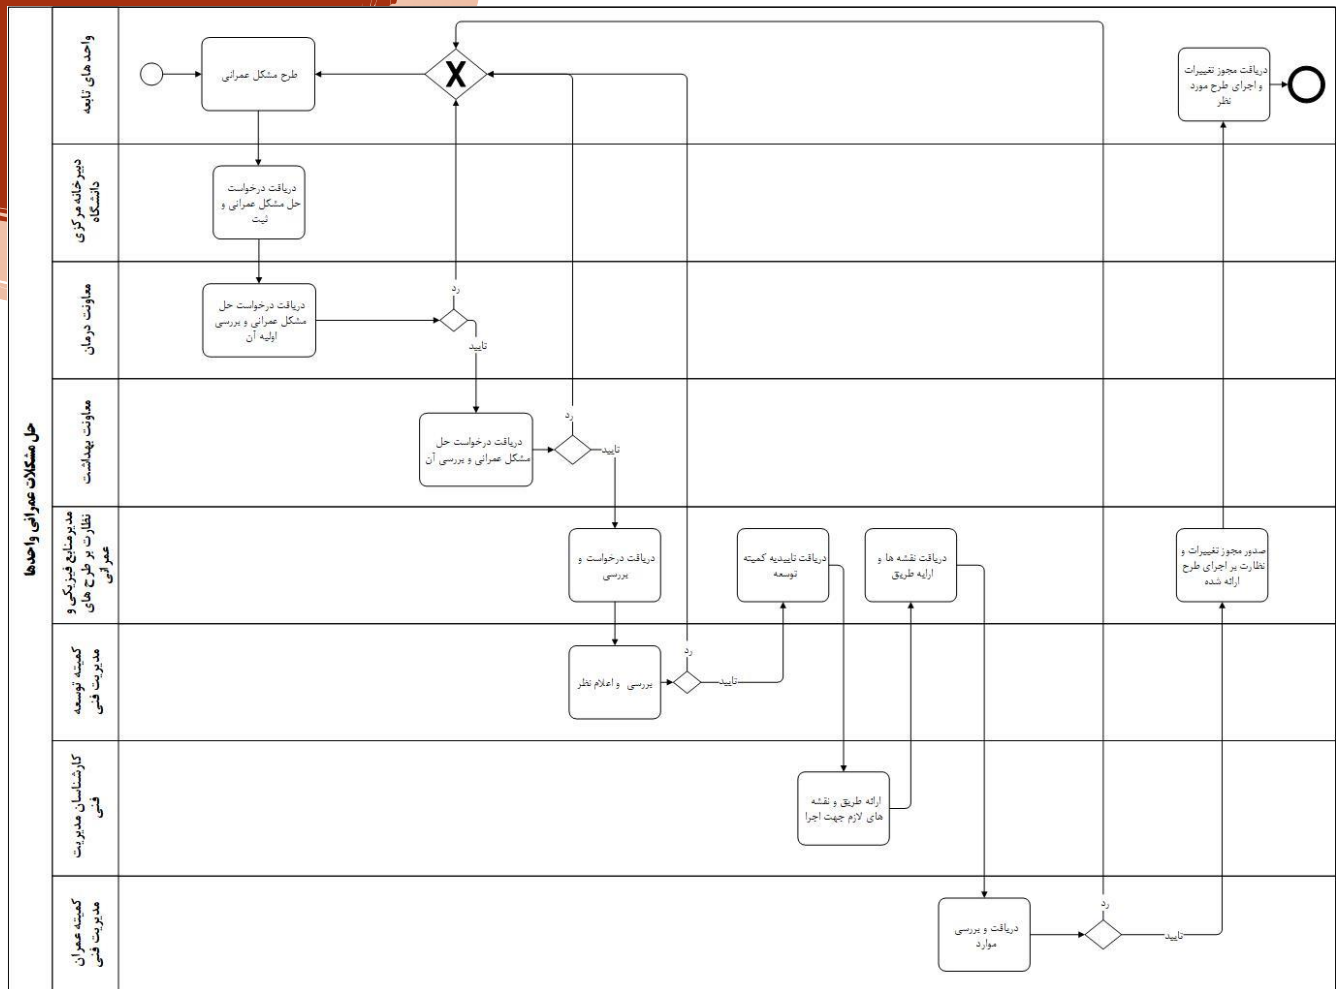 حل مشکلات عمرانی واحدها
واحد های تابعه
طرح مشکل عمرانی
دریافت مجوز تغییرات
و اجرای طرح مورد
نظر
دبیرخانه مرکزی
دانشگاه
دریافت درخواست
حل مشکل عمرانی و
ثبت
معاونت درمان
دریافت درخواست حل
مشکل عمرانی و بررسی
اولیه آن
رد
تایید
معاونت بهداشت
دریافت درخواست حل
مشکل عمرانی و بررسی آن
رد
تایید
مدیرمنابع فیزیکی و
نظارت بر طرح های
عمرانی
دریافت درخواست و
بررسی
دریافت تاییدیه کمیته
توسعه
دریافت نقشه ها و
ارایه طریق
صدور مجوز تغییرات و
نظارت بر اجرای طرح
ارائه شده
کمیته توسعه
مدیریت فنی
بررسی و اعلام نظر
رد
تایید
کارشناسان مدیریت
فنی
ارائه طریق و نقشه
های لازم جهت اجرا
کمیته عمران
مدیریت فنی
دریافت و بررسی
موارد
رد
تایید